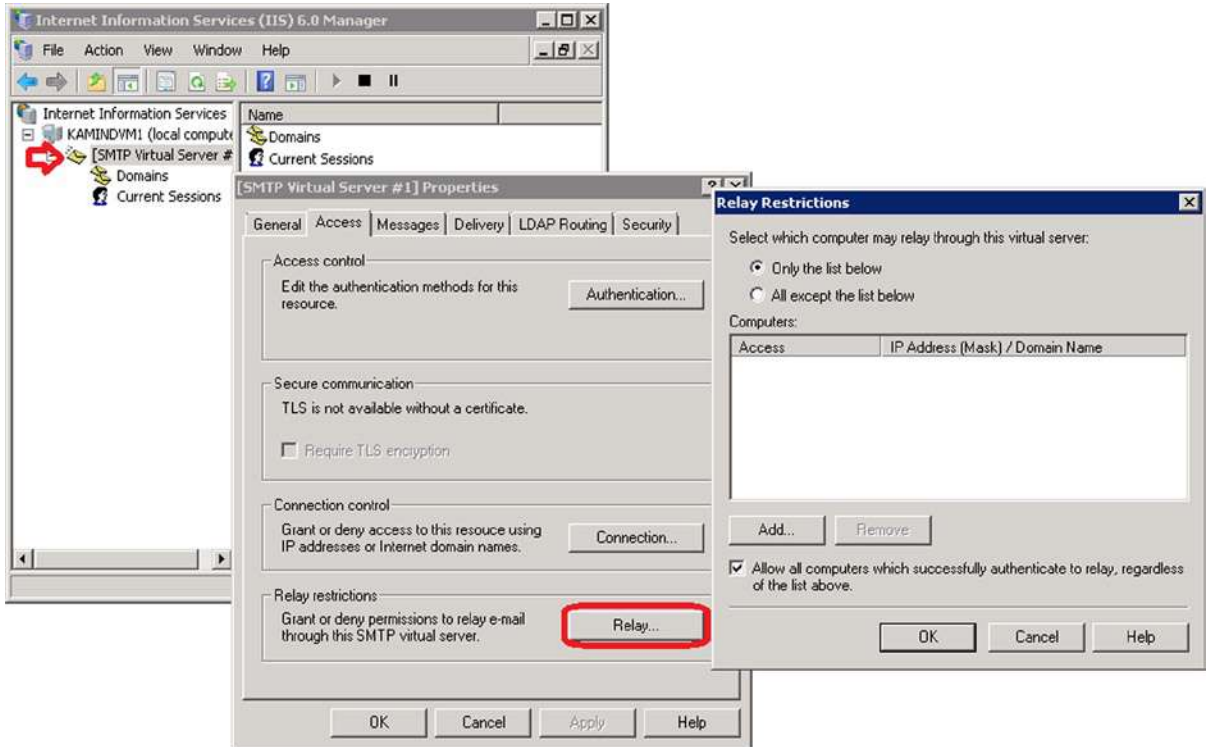 Internet Information Services (IIS) 6.0 Manager
File Action View Window Help
Internet Information Services
KAMINDVM1 (local compute
[SMTP Virtual Server #
Domains
Current Sessions
Name
Domains
Current Sessions
[SMTP Virtual Server #1] Properties
General Access Messages Delivery LDAP Routing Security
Access control
Edit the authentication methods for this
resource.
Authentication...
Secure communication
TLS is not available without a certificate.
Require TLS encryption
Connection control
Grant or deny access to this resouce using
IP addresses or Internet domain names.
Connection...
Relay restrictions
Grant or deny permissions to relay e-mail
through this SMTP virtual server.
Relay...
OK Cancel Apply Help
Relay Restrictions
Select which computer may relay through this virtual server:
Only the list below
All except the list below
Computers:
Access IP Address (Mask) / Domain Name
Add... Remove
Allow all computers which successfully authenticate to relay, regardless
of the list above.
OK Cancel Help